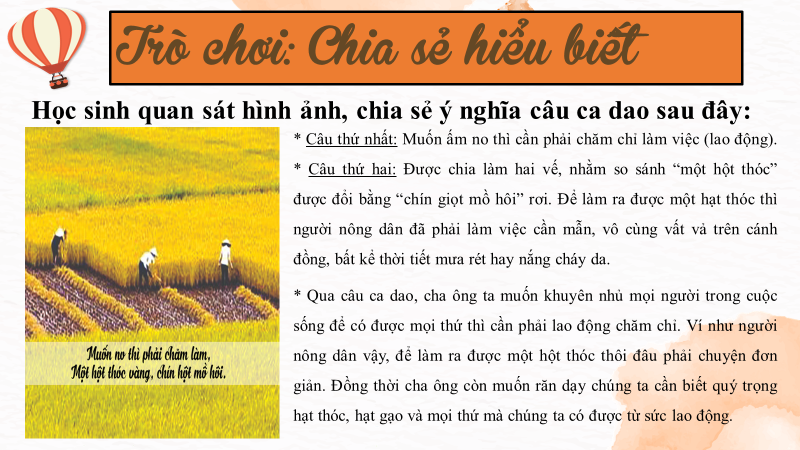 Trò chơi: Chia sẻ hiểu biết
Học sinh quan sát hình ảnh, chia sẻ ý nghĩa câu ca dao sau đây:
* Câu thứ nhất: Muốn ấm no thì cần phải chăm chỉ làm việc (lao động).
* Câu thứ hai: Được chia làm hai vế, nhằm so sánh “một hột thóc”
được đổi bằng “chín giọt mồ hôi” rơi. Để làm ra được một hạt thóc thì
người nông dân đã phải làm việc cần mẫn, vô cùng vất vả trên cánh
đồng, bất kể thời tiết mưa rét hay nắng cháy da.
* Qua câu ca dao, cha ông ta muốn khuyên nhủ mọi người trong cuộc
sống để có được mọi thứ thì cần phải lao động chăm chỉ. Ví như người
nông dân vậy, để làm ra được một hột thóc thôi đâu phải chuyện đơn
giản. Đồng thời cha ông còn muốn răn dạy chúng ta cần biết quý trọng
hạt thóc, hạt gạo và mọi thứ mà chúng ta có được từ sức lao động.
Muốn no thì phải chăm làm,
Một hột thóc vàng, chín hột mồ hôi.